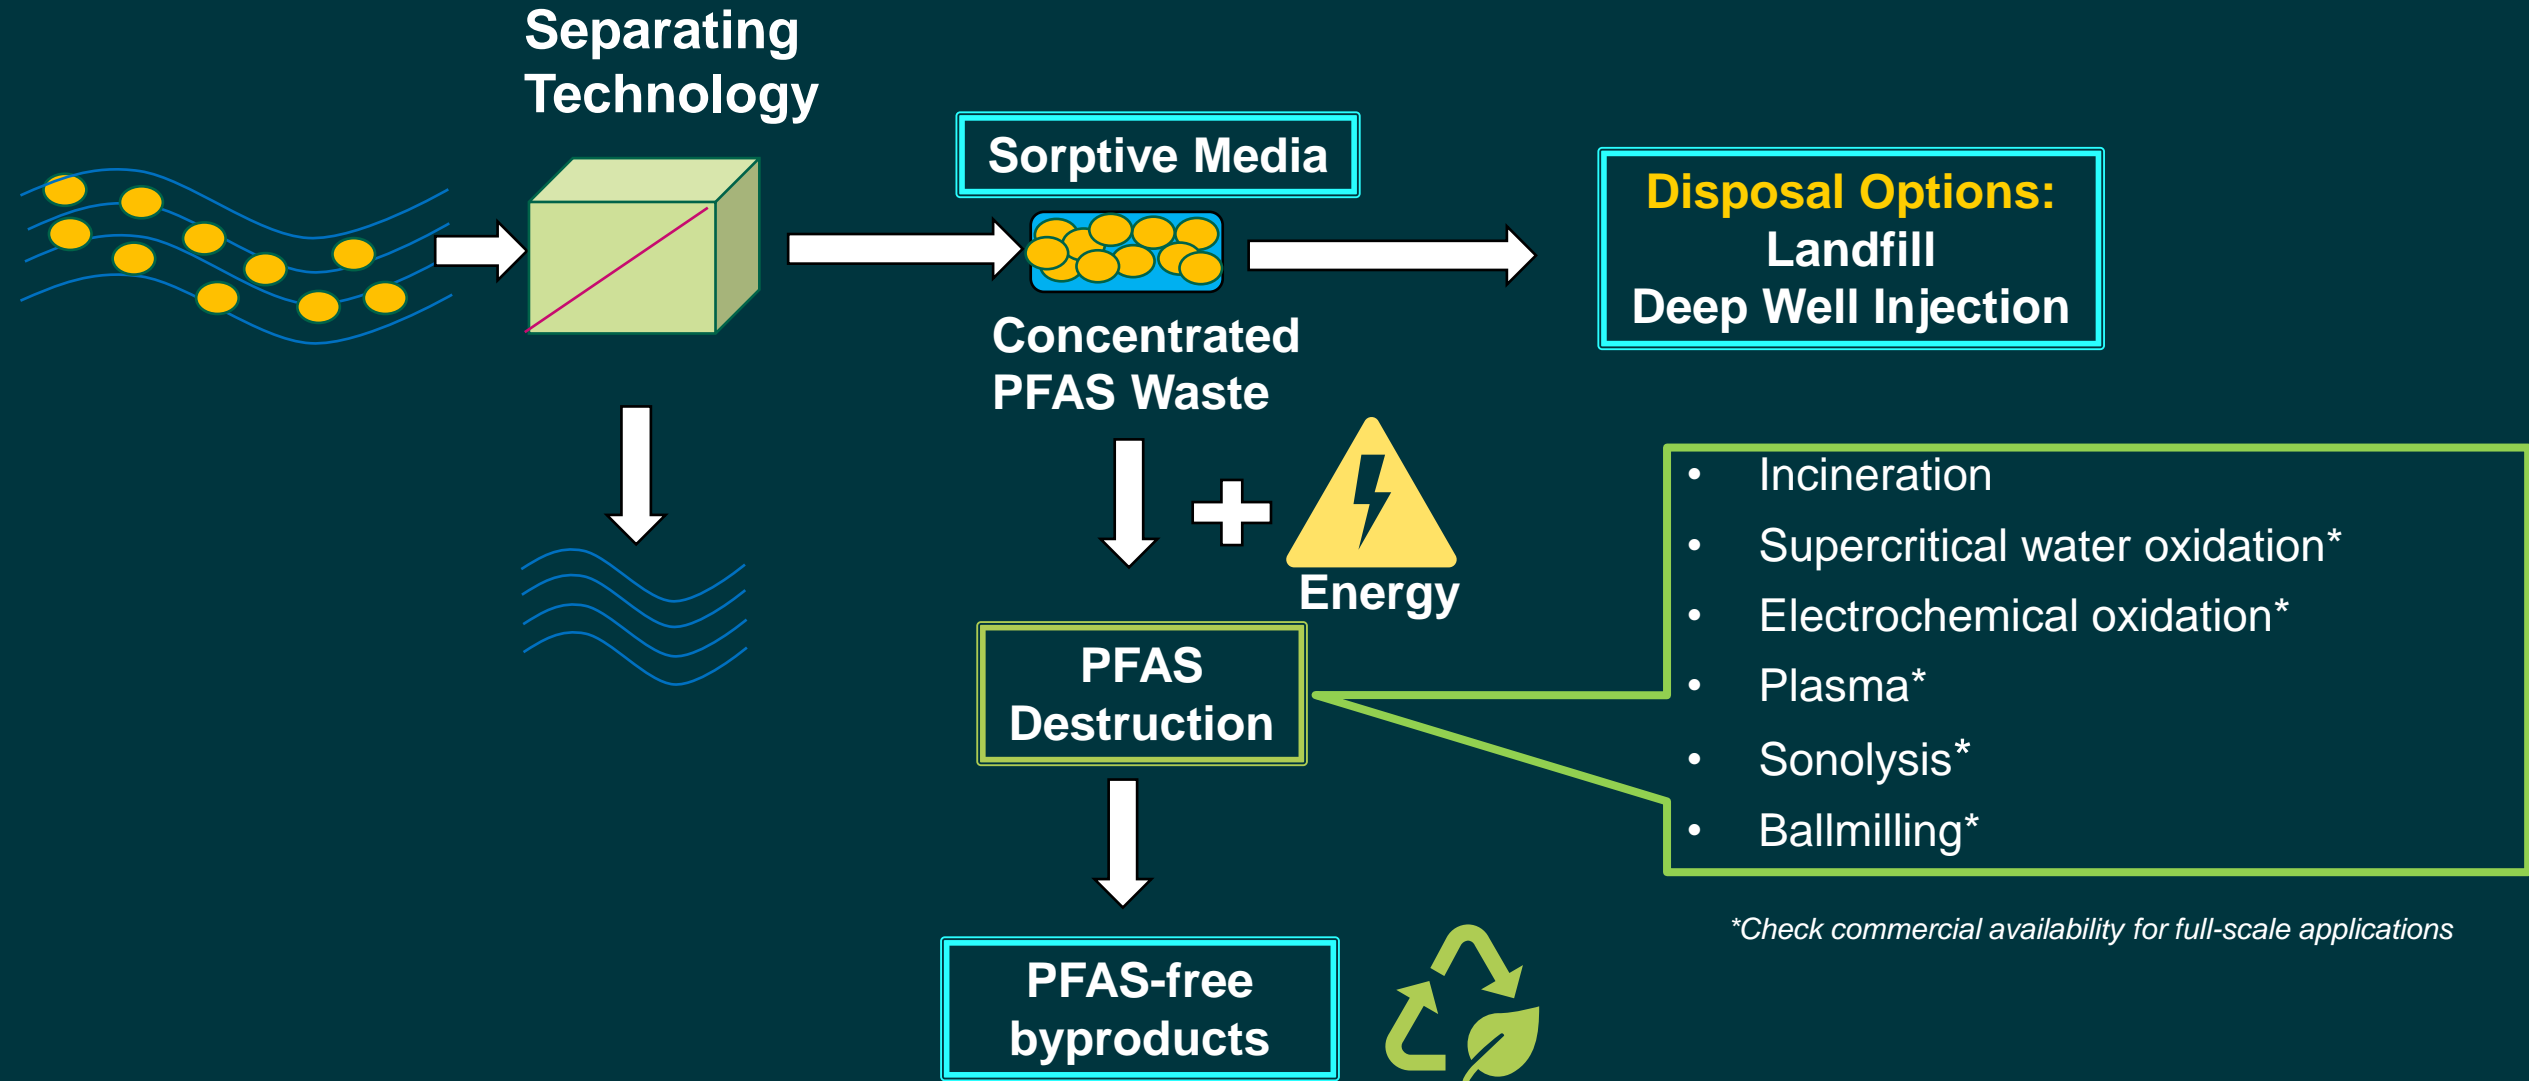 Separating
Technology
Sorptive Media
Disposal Options:
Landfill
Deep Well Injection
Concentrated
PFAS Waste
Energy
PFAS
Destruction
• Incineration
• Supercritical water oxidation*
• Electrochemical oxidation*
• Plasma*
• Sonolysis*
• Ballmilling*
*Check commercial availability for full-scale applications
PFAS-free
byproducts